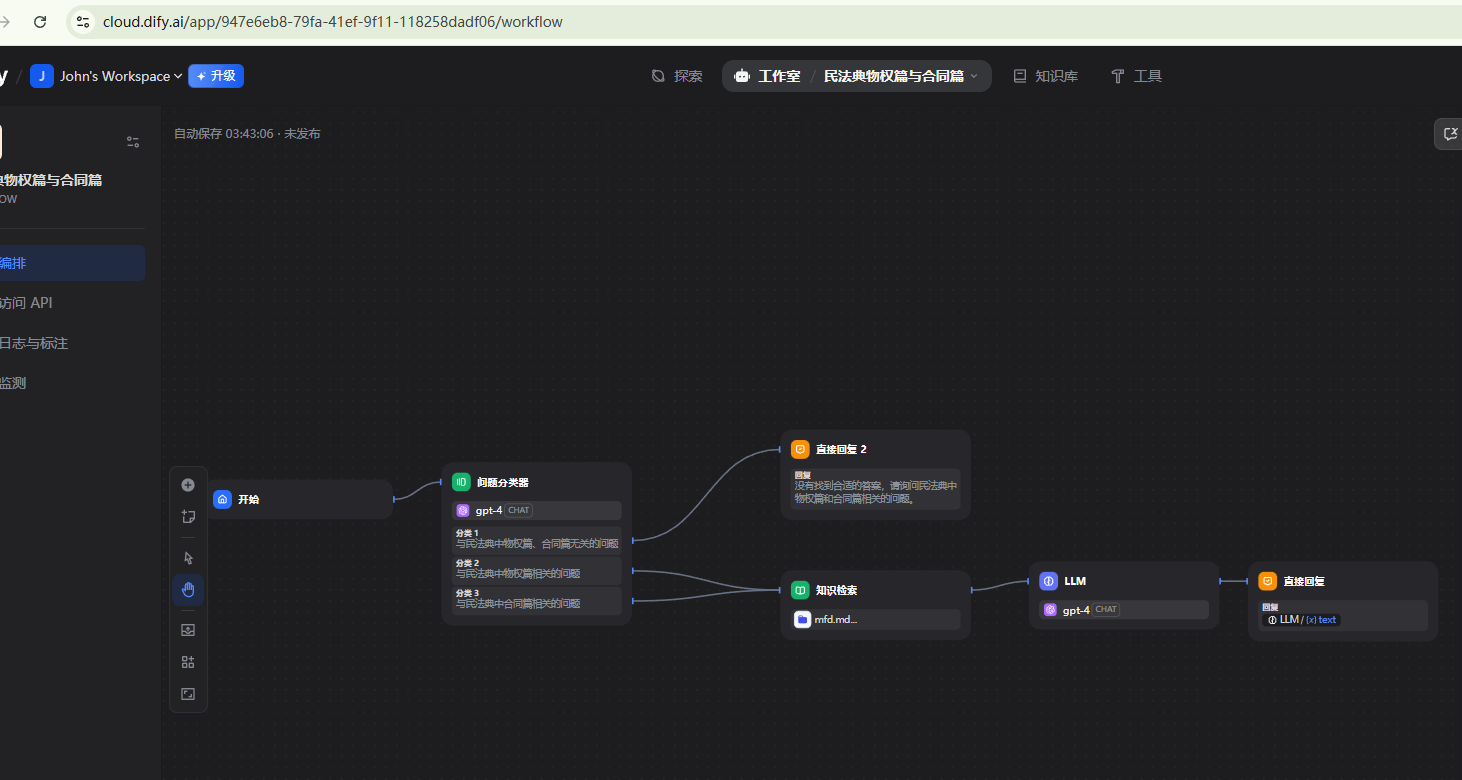 cloud.dify.ai/app/947e6eb8-79fa-41ef-9f11-118258dadf06/workflow
y / J John's Workspace 升级
探索
工作室 / 民法典物权篇与合同篇
知识库
工具
自动保存 03:43:06 · 未发布
典物权篇与合同篇
OW
编排
访问 API
日志与标注
监测
开始
问题分类器
gpt-4 CHAT
分类 1
与民法典中物权篇、合同篇无关的问题
分类 2
与民法典中物权篇相关的问题
分类 3
与民法典中合同篇相关的问题
直接回复 2
回复
没有找到合适的答案，请询问民法典中
物权篇和合同篇相关的问题。
知识检索
mfd.md...
LLM
gpt-4 CHAT
直接回复
回复
LLM / {x} text